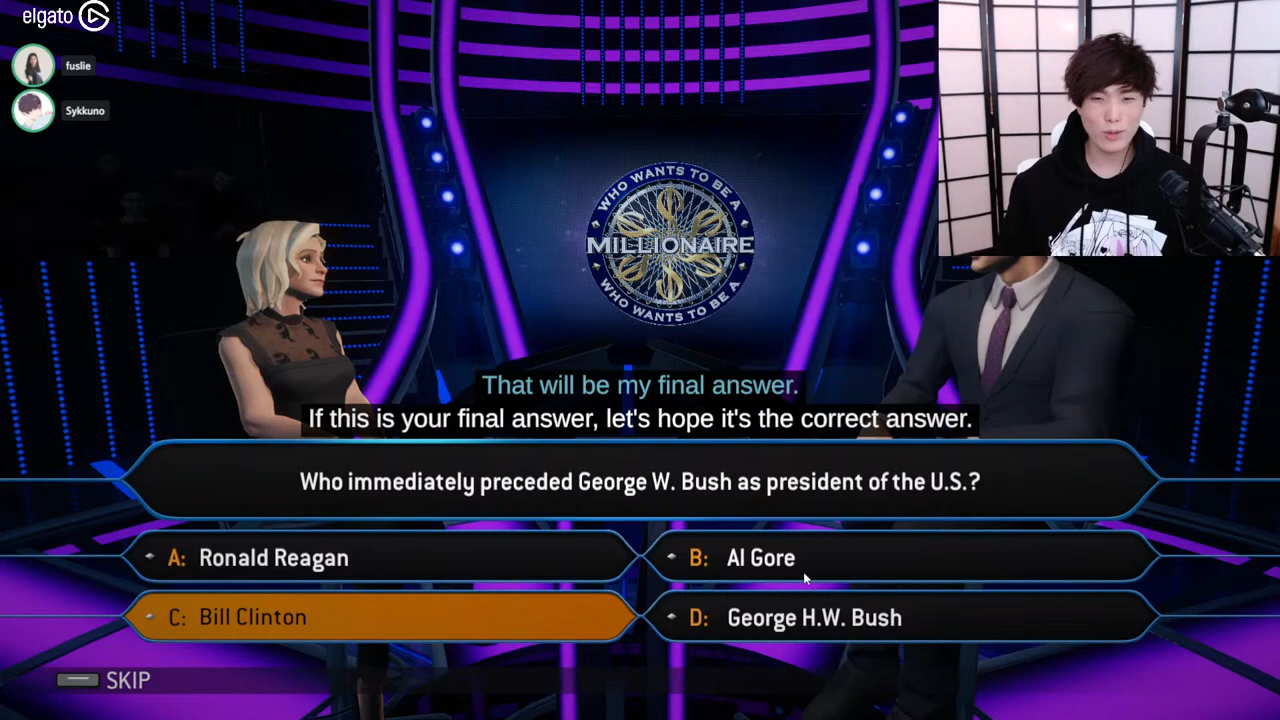 elgato
fuslie
Sykkuno
WHO WANTS TO BE A
MILLIONAIRE
WHO WANTS TO BE A
That will be my final answer.
If this is your final answer, let's hope it's the correct answer.
Who immediately preceded George W. Bush as president of the U.S.?
A: Ronald Reagan
B: Al Gore
C: Bill Clinton
D: George H.W. Bush
SKIP